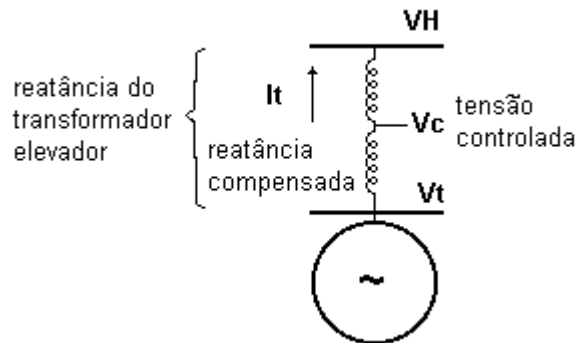 VH
reatância do
transformador
elevador
It
reatância
compensada
Vc
tensão
controlada
Vt
~